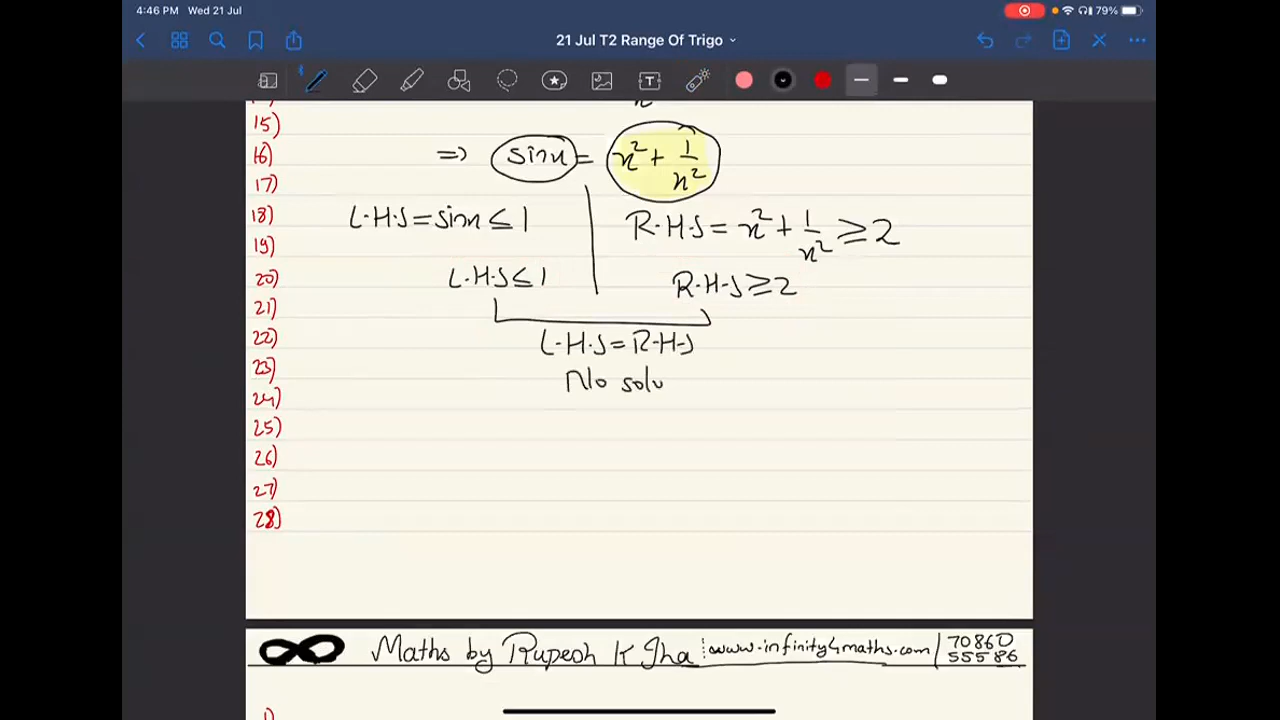 4:46 PM Wed 21 Jul
79%
21 Jul T2 Range Of Trigo
15)
16) => sinx = x² + 1/x²
17)
18) L.H.S = sinx ≤ 1 R.H.S = x² + 1/x² ≥ 2
19)
20) L.H.S ≤ 1 R.H.S ≥ 2
21)
22) L.H.S = R.H.S
23) No solu
24)
25)
26)
27)
28)
∞ Maths by Rupesh K Jha www.infinity4maths.com / 70860 55586